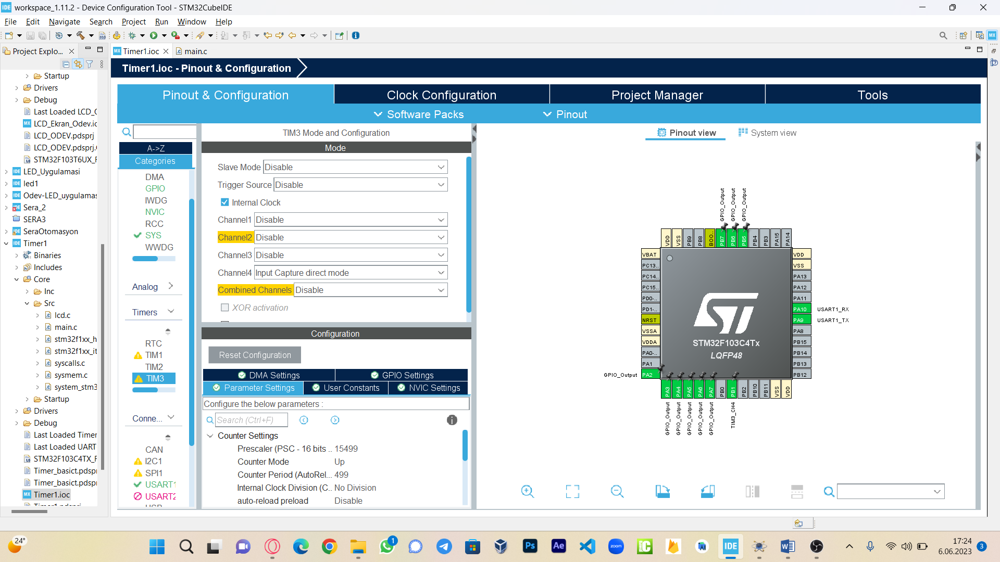 workspace_1.11.2 - Device Configuration Tool - STM32CubeIDE
File Edit Navigate Search Project Run Window Help
Project Explo...
Timer1.ioc
main.c
Startup
Drivers
Debug
Last Loaded LCD_
LCD_Ekran_Odev.io
LCD_ODEV.pdsprj
LCD_ODEV.pdsprj.
STM32F103T6UX_F
LED_Uygulamasi
led1
Odev-LED_uygulamas
Sera_2
SERA3
SeraOtomasyon
Timer1
Binaries
Includes
Core
Inc
Src
lcd.c
main.c
stm32f1xx_h
stm32f1xx_it
syscalls.c
sysmem.c
system_stm3
Startup
Drivers
Debug
Last Loaded Timer
Last Loaded UART
STM32F103C4TX_F
Timer_basict.pdsprj
Timer_basict.pdsprj
Timer1.ioc
Timer1.ioc - Pinout & Configuration
Pinout & Configuration
Clock Configuration
Project Manager
Tools
Software Packs
Pinout
A->Z
Categories
DMA
GPIO
IWDG
NVIC
RCC
SYS
WWDG
Analog
Timers
RTC
TIM1
TIM2
TIM3
Conne...
CAN
I2C1
SPI1
USART1
USART2
TIM3 Mode and Configuration
Mode
Slave Mode Disable
Trigger Source Disable
Internal Clock
Channel1 Disable
Channel2 Disable
Channel3 Disable
Channel4 Input Capture direct mode
Combined Channels Disable
XOR activation
Configuration
Reset Configuration
DMA Settings
GPIO Settings
Parameter Settings
User Constants
NVIC Settings
Configure the below parameters :
Search (Ctrl+F)
Counter Settings
Prescaler (PSC - 16 bits .. 15499
Counter Mode Up
Counter Period (AutoRel... 499
Internal Clock Division (C.. No Division
auto-reload preload Disable
Pinout view
System view
GPIO_Output
GPIO_Output
GPIO_Output
VDD
VSS
PB9
PB8
BOO..
PB7
PB6
PB5
PB4
PB3
PA15
PA14
VBAT
PC13..
PC14..
PC15..
PD0-..
PD1-..
NRST
VSSA
VDDA
PA0-..
PA1
GPIO_Output PA2
STM32F103C4Tx
LQFP48
VDD
VSS
PA13
PA12
PA11
PA10 USART1_RX
PA9 USART1_TX
PA8
PB15
PB14
PB13
PB12
PA3
PA4
PA5
PA6
PA7
PB0
PB1
PB2
PB10
PB11
VSS
VDD
GPIO_Output
GPIO_Output
GPIO_Output
GPIO_Output
GPIO_Output
TIM3_CH4
24°
1
Ps
Ae
zoom
IDE
17:24
6.06.2023
3